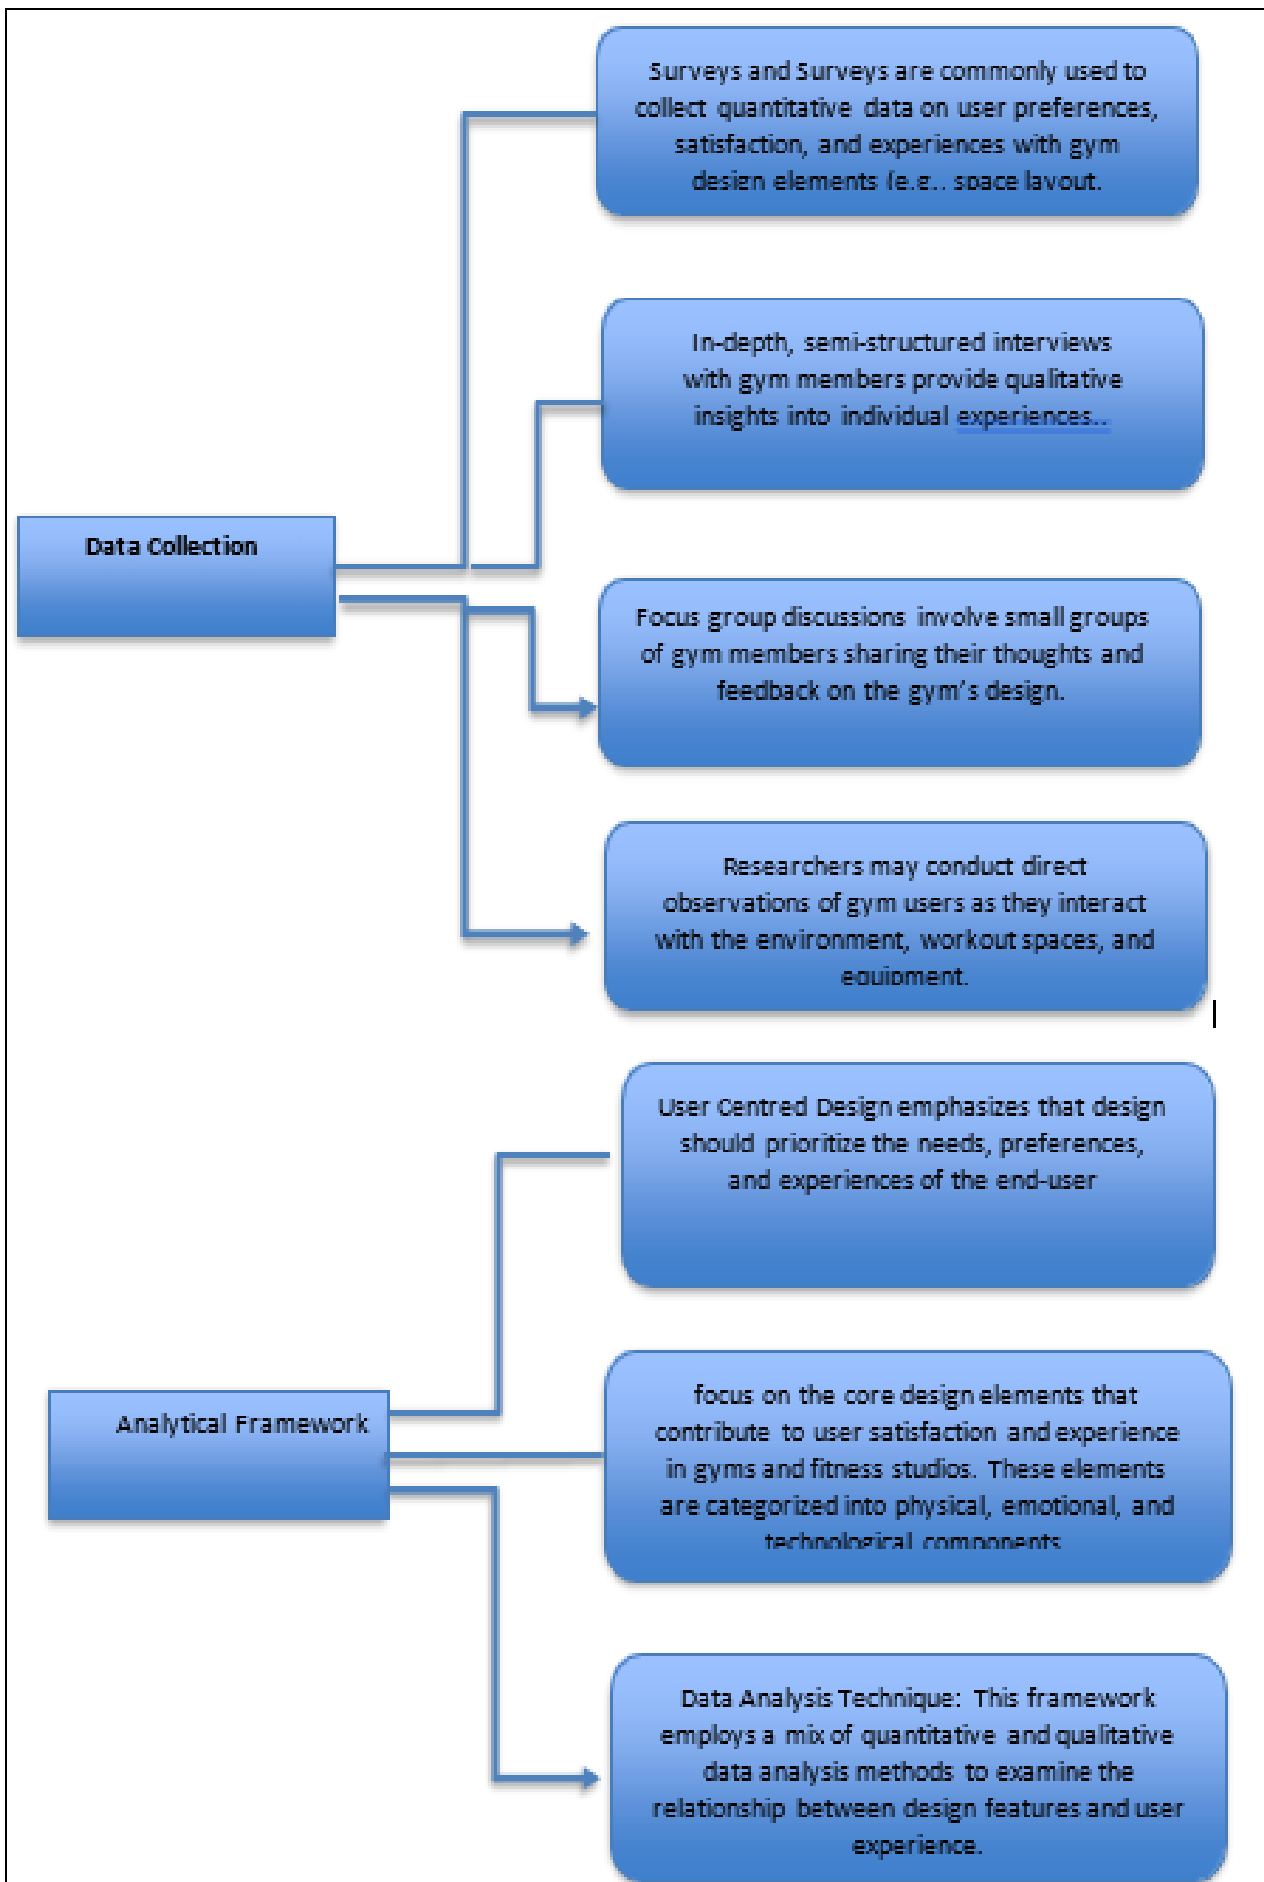 Surveys and Surveys are commonly used to
collect quantitative data on user preferences,
satisfaction, and experiences with gym
design elements (e.g., space layout.
In-depth, semi-structured interviews
with gym members provide qualitative
insights into individual experiences..
Data Collection
Focus group discussions involve small groups
of gym members sharing their thoughts and
feedback on the gym's design.
Researchers may conduct direct
observations of gym users as they interact
with the environment, workout spaces, and
equipment.
User Centred Design emphasizes that design
should prioritize the needs, preferences,
and experiences of the end-user
Analytical Framework
focus on the core design elements that
contribute to user satisfaction and experience
in gyms and fitness studios. These elements
are categorized into physical, emotional, and
technological components
Data Analysis Technique: This framework
employs a mix of quantitative and qualitative
data analysis methods to examine the
relationship between design features and user
experience.